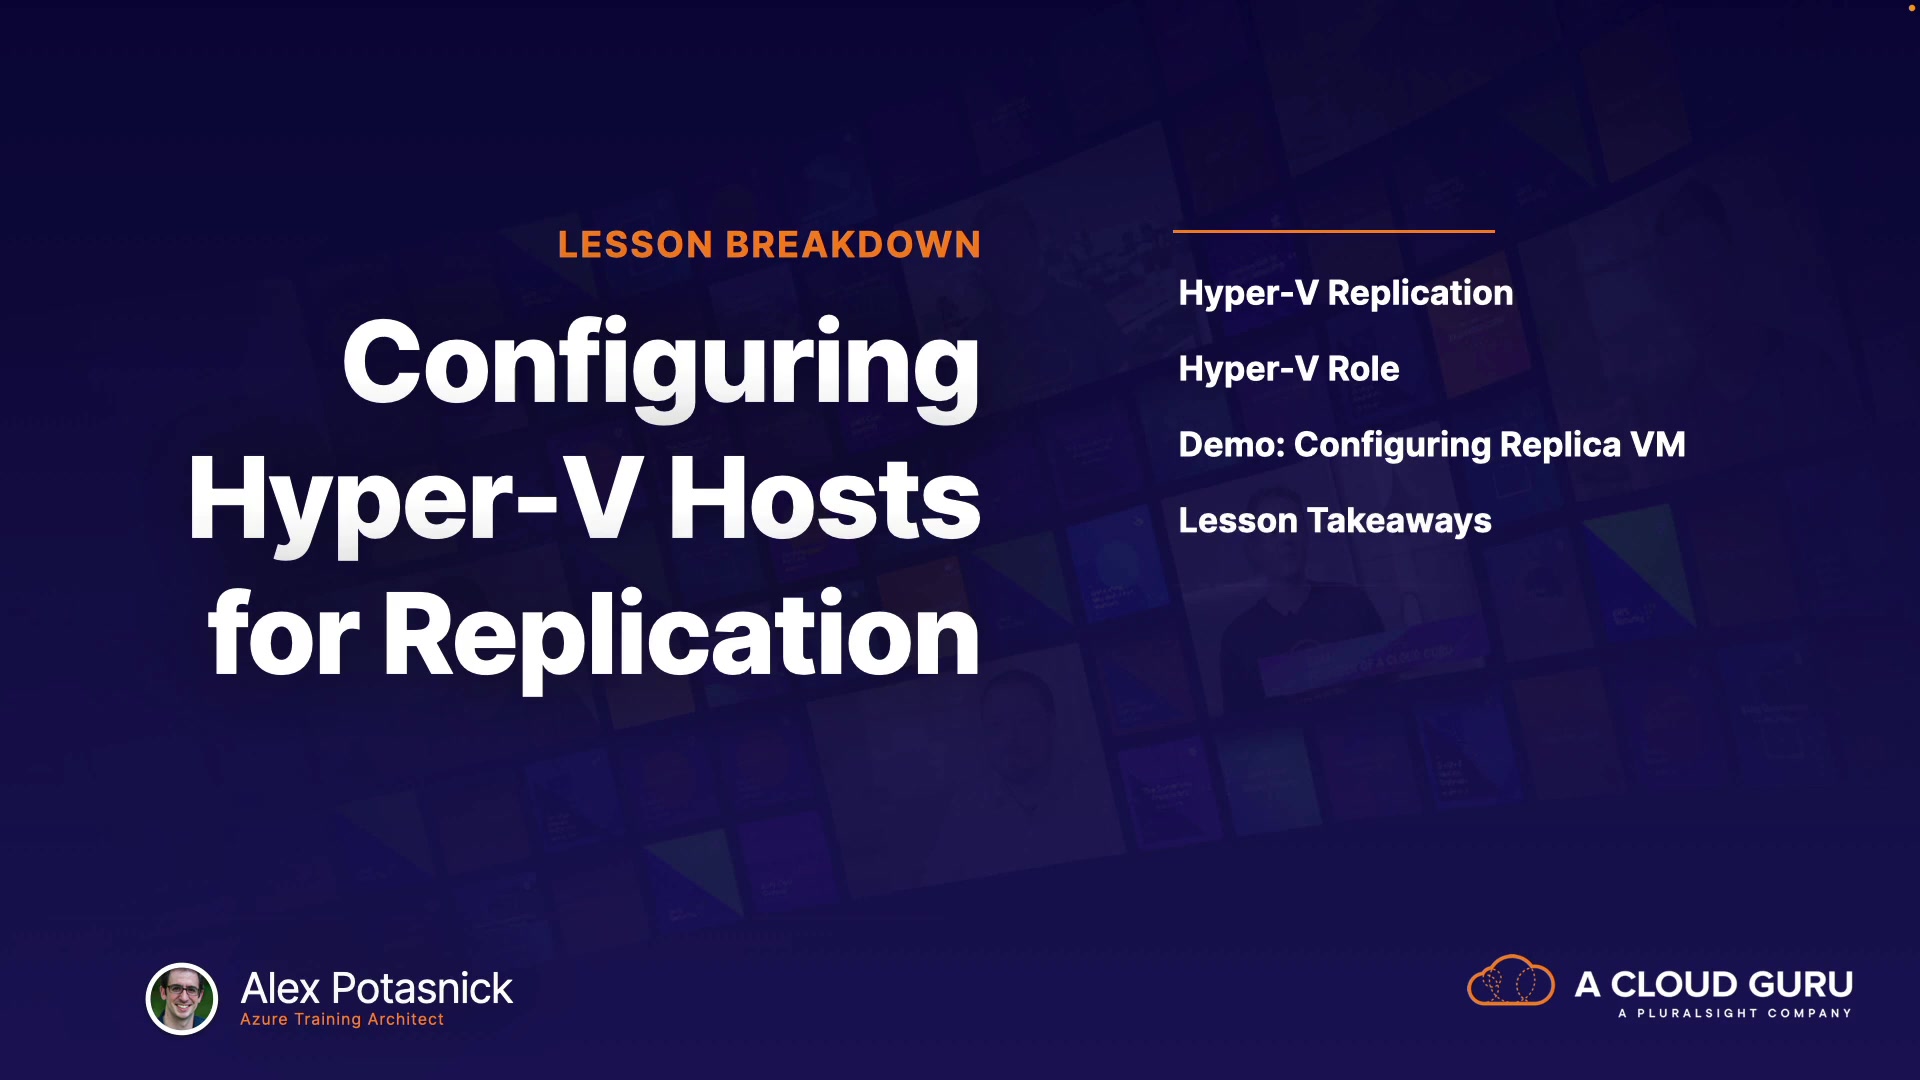 LESSON BREAKDOWN
Configuring
Hyper-V Hosts
for Replication
Hyper-V Replication
Hyper-V Role
Demo: Configuring Replica VM
Lesson Takeaways
Alex Potasnick
Azure Training Architect
A CLOUD GURU
A PLURALSIGHT COMPANY